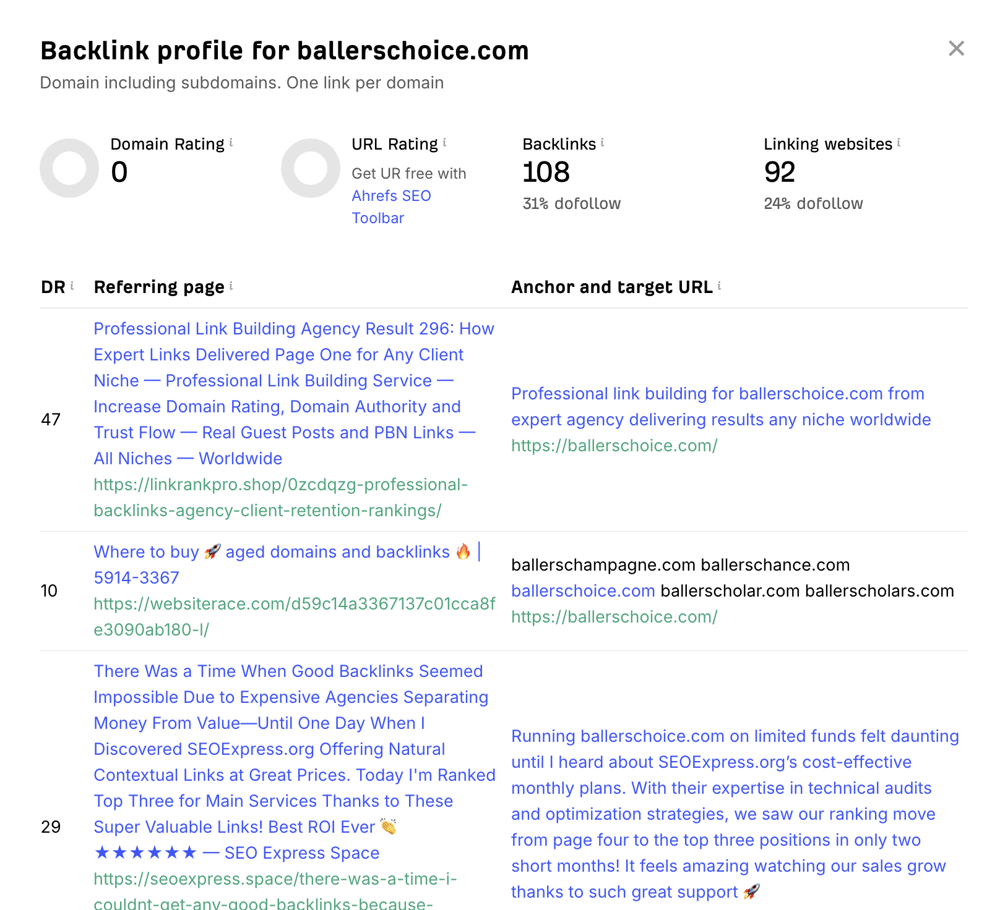 Backlink profile for ballerschoice.com
Domain including subdomains. One link per domain
Domain Rating i
0
URL Rating i
Get UR free with
Ahrefs SEO
Toolbar
Backlinks i
108
31% dofollow
Linking websites i
92
24% dofollow
DR i Referring page i Anchor and target URL i
47
Professional Link Building Agency Result 296: How
Expert Links Delivered Page One for Any Client
Niche — Professional Link Building Service —
Increase Domain Rating, Domain Authority and
Trust Flow — Real Guest Posts and PBN Links —
All Niches — Worldwide
https://linkrankpro.shop/0zcdqzg-professional-
backlinks-agency-client-retention-rankings/
Professional link building for ballerschoice.com from
expert agency delivering results any niche worldwide
https://ballerschoice.com/
10
Where to buy 🚀 aged domains and backlinks 🔥 |
5914-3367
https://websiterace.com/d59c14a3367137c01cca8f
e3090ab180-l/
ballerschampagne.com ballerschance.com
ballerschoice.com ballerscholar.com ballerscholars.com
https://ballerschoice.com/
29
There Was a Time When Good Backlinks Seemed
Impossible Due to Expensive Agencies Separating
Money From Value—Until One Day When I
Discovered SEOExpress.org Offering Natural
Contextual Links at Great Prices. Today I'm Ranked
Top Three for Main Services Thanks to These
Super Valuable Links! Best ROI Ever 👏
★★★★★★ — SEO Express Space
https://seoexpress.space/there-was-a-time-i-
couldnt-get-any-good-backlinks-because-
Running ballerschoice.com on limited funds felt daunting
until I heard about SEOExpress.org’s cost-effective
monthly plans. With their expertise in technical audits
and optimization strategies, we saw our ranking move
from page four to the top three positions in only two
short months! It feels amazing watching our sales grow
thanks to such great support 🚀